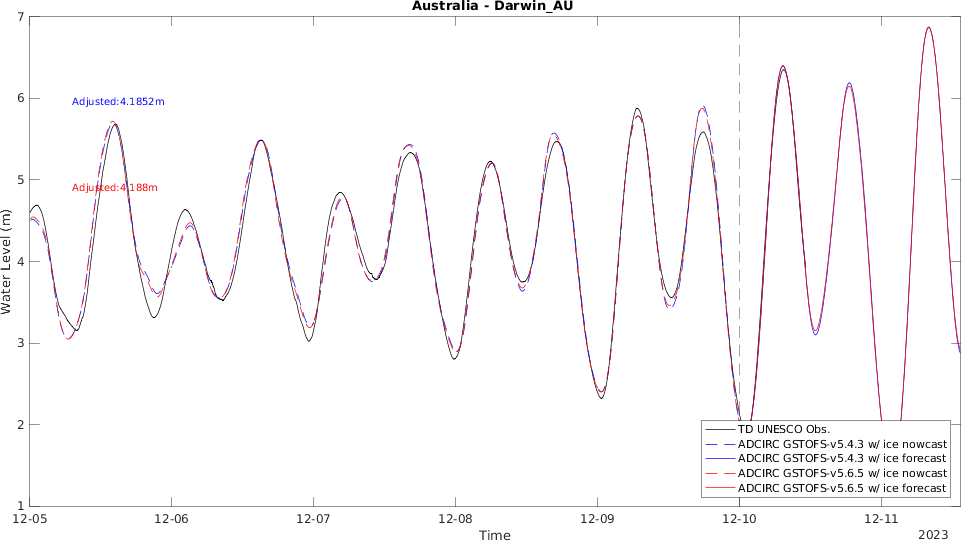 Australia - Darwin_AU
7
6
5
4
3
2
1
Water Level (m)
Adjusted:4.1852m
Adjusted:4.188m
TD UNESCO Obs.
ADCIRC GSTOFS-v5.4.3 w/ ice nowcast
ADCIRC GSTOFS-v5.4.3 w/ ice forecast
ADCIRC GSTOFS-v5.6.5 w/ ice nowcast
ADCIRC GSTOFS-v5.6.5 w/ ice forecast
12-05 12-06 12-07 12-08 12-09 12-10 12-11
Time
2023